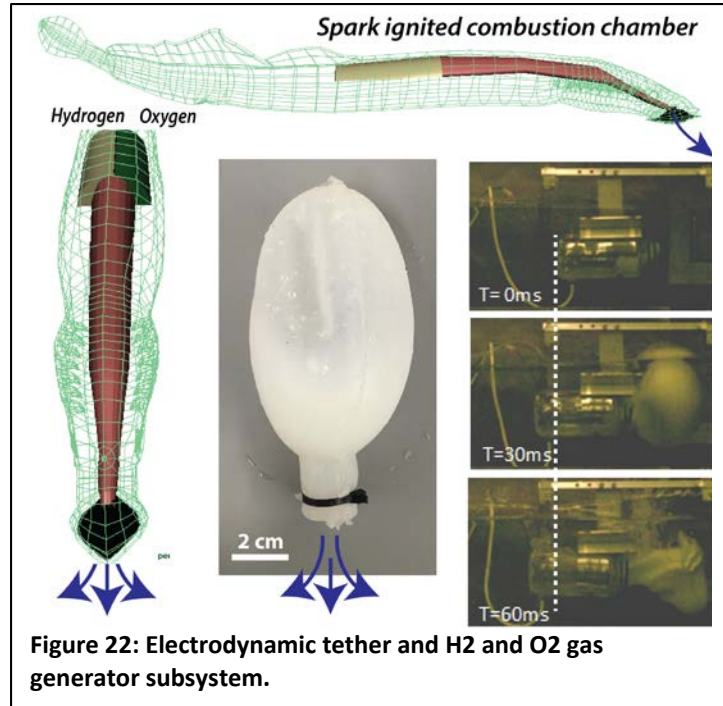 Spark ignited combustion chamber
Hydrogen Oxygen
T= 0ms
T=30ms
T=60ms
2 cm
per
Figure 22: Electrodynamic tether and H2 and O2 gas
generator subsystem.